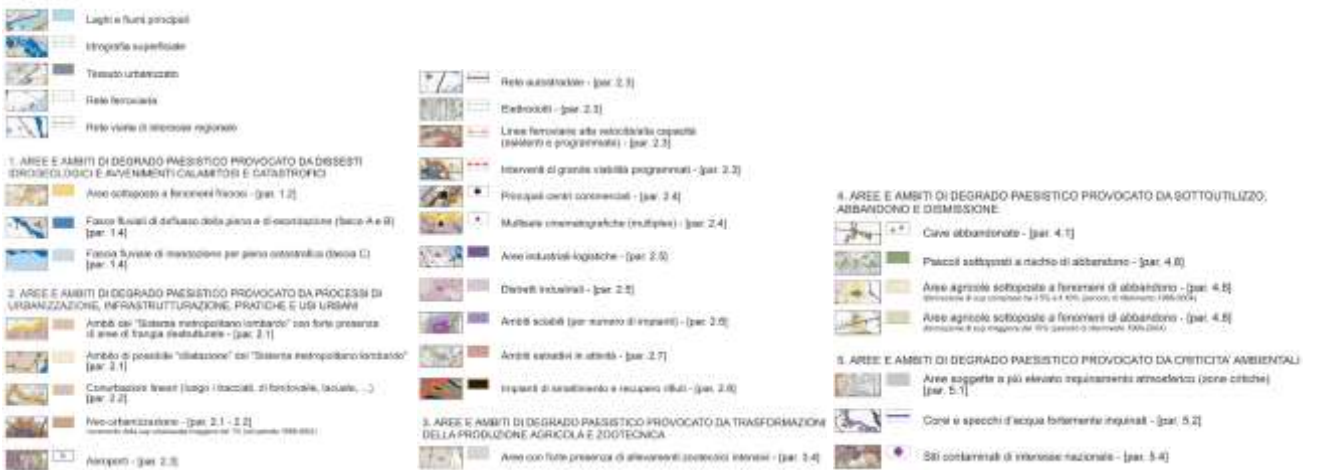 Laghi e fiumi principali
Idrografia superficiale
Tessuto urbanizzato
Rete ferroviaria
Rete viaria di interesse regionale
1. AREE E AMBITI DI DEGRADO PAESISTICO PROVOCATO DA DISSESTI
IDROGEOLOGICI E AVVENIMENTI CALAMITOSI E CATASTROFICI
Aree sottoposte a fenomeni franosi - [par. 1.2]
Fasce fluviali di deflusso della piena e di esondazione (fasce A e B)
[par. 1.4]
Fascia fluviale di inondazione per piena catastrofica (fascia C)
[par. 1.4]
2. AREE E AMBITI DI DEGRADO PAESISTICO PROVOCATO DA PROCESSI DI
URBANIZZAZIONE, INFRASTRUTTURAZIONE, PRATICHE E USI URBANI
Ambiti del "Sistema metropolitano lombardo" con forte presenza
di aree di frangia destrutturate - [par. 2.1]
Ambito di possibile "dilatazione" del "Sistema metropolitano lombardo"
[par. 2.1]
Conurbazioni lineari (lungo i tracciati, di fondovalle, lacuale, ...)
[par. 2.2]
Neo-urbanizzazione - [par. 2.1 - 2.2]
Aeroporti - [par. 2.3]
Rete autostradale - [par. 2.3]
Elettrodotti - [par. 2.3]
Linee ferroviarie alta velocità/alta capacità
(esistenti e programmate) - [par. 2.3]
Interventi di grande viabilità programmati - [par. 2.3]
Principali centri commerciali - [par. 2.4]
Multisale cinematografiche (multiplex) - [par. 2.4]
Aree industriali-logistiche - [par. 2.5]
Distretti industriali - [par. 2.5]
Ambiti sciabili (per numero di impianti) - [par. 2.6]
Ambiti estrattivi in attività - [par. 2.7]
Impianti di smaltimento e recupero rifiuti - [par. 2.8]
3. AREE E AMBITI DI DEGRADO PAESISTICO PROVOCATO DA TRASFORMAZIONI
DELLA PRODUZIONE AGRICOLA E ZOOTECNICA
Aree con forte presenza di allevamenti zootecnici intensivi - [par. 3.4]
4. AREE E AMBITI DI DEGRADO PAESISTICO PROVOCATO DA SOTTOUTILIZZO,
ABBANDONO E DISMISSIONE
Cave abbandonate - [par. 4.1]
Pascoli sottoposti a rischio di abbandono - [par. 4.8]
Aree agricole sottoposte a fenomeni di abbandono - [par. 4.8]
Aree agricole sottoposte a fenomeni di abbandono - [par. 4.8]
5. AREE E AMBITI DI DEGRADO PAESISTICO PROVOCATO DA CRITICITA' AMBIENTALI
Aree soggette a più elevato inquinamento atmosferico (zone critiche)
[par. 5.1]
Corsi e specchi d'acqua fortemente inquinati - [par. 5.2]
Siti contaminati di interesse nazionale - [par. 5.4]